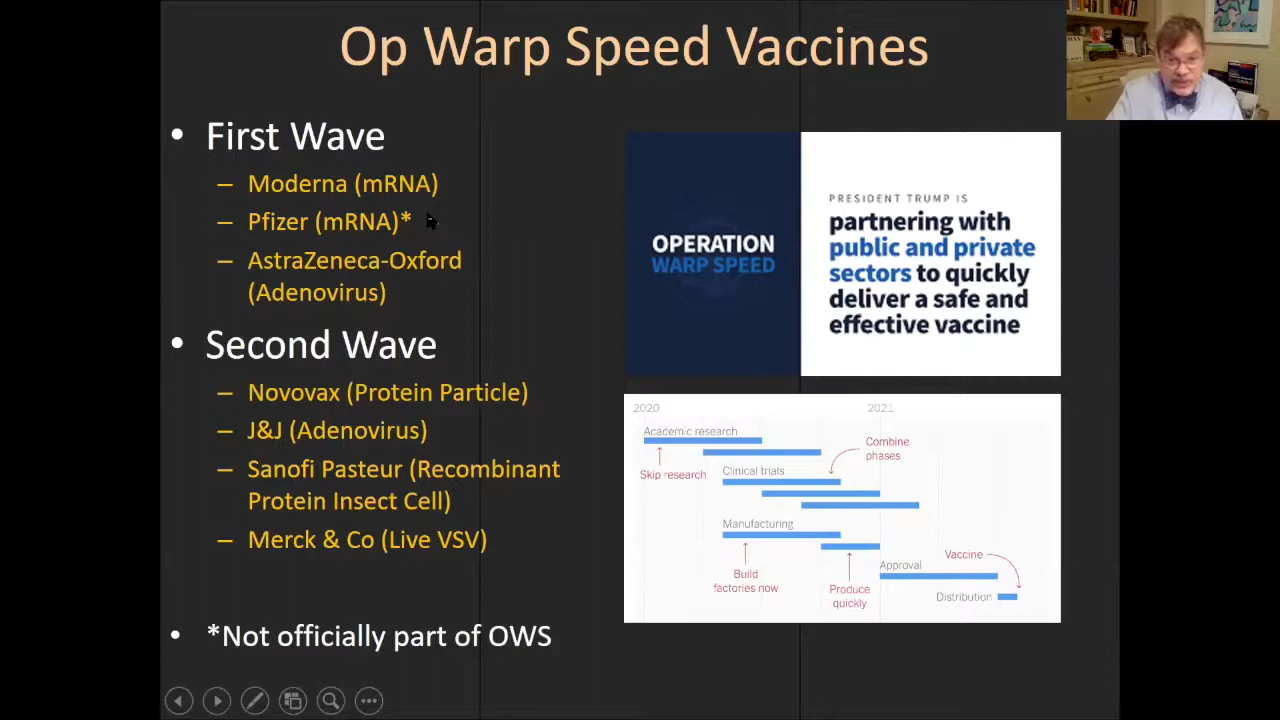 Op Warp Speed Vaccines
• First Wave
– Moderna (mRNA)
– Pfizer (mRNA)*
– AstraZeneca-Oxford
(Adenovirus)
• Second Wave
– Novovax (Protein Particle)
– J&J (Adenovirus)
– Sanofi Pasteur (Recombinant
Protein Insect Cell)
– Merck & Co (Live VSV)
• *Not officially part of OWS
OPERATION
WARP SPEED
PRESIDENT TRUMP IS
partnering with
public and private
sectors to quickly
deliver a safe and
effective vaccine
2020
2021
Academic research
Skip research
Combine
phases
Clinical trials
Manufacturing
Build
factories now
Produce
quickly
Approval
Vaccine
Distribution